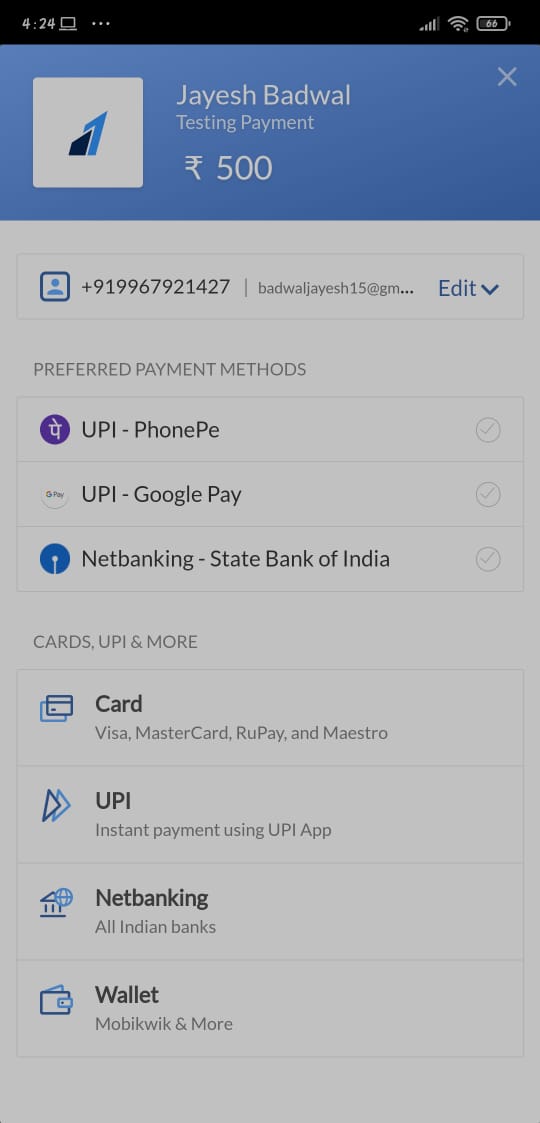 4:24 ... 66
Jayesh Badwal
Testing Payment
₹ 500
+919967921427 | badwaljayesh15@gm... Edit
PREFERRED PAYMENT METHODS
पे UPI - PhonePe
G Pay UPI - Google Pay
Netbanking - State Bank of India
CARDS, UPI & MORE
Card
Visa, MasterCard, RuPay, and Maestro
UPI
Instant payment using UPI App
Netbanking
All Indian banks
Wallet
Mobikwik & More